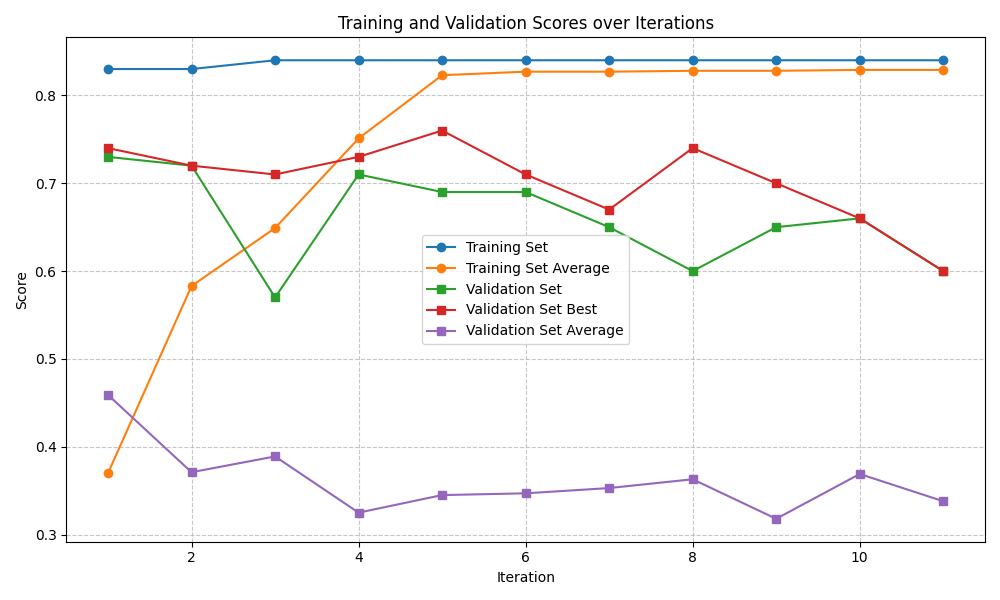 Training and Validation Scores over Iterations
Score
0.8
0.7
0.6
0.5
0.4
0.3
Training Set
Training Set Average
Validation Set
Validation Set Best
Validation Set Average
2
4
6
8
10
Iteration